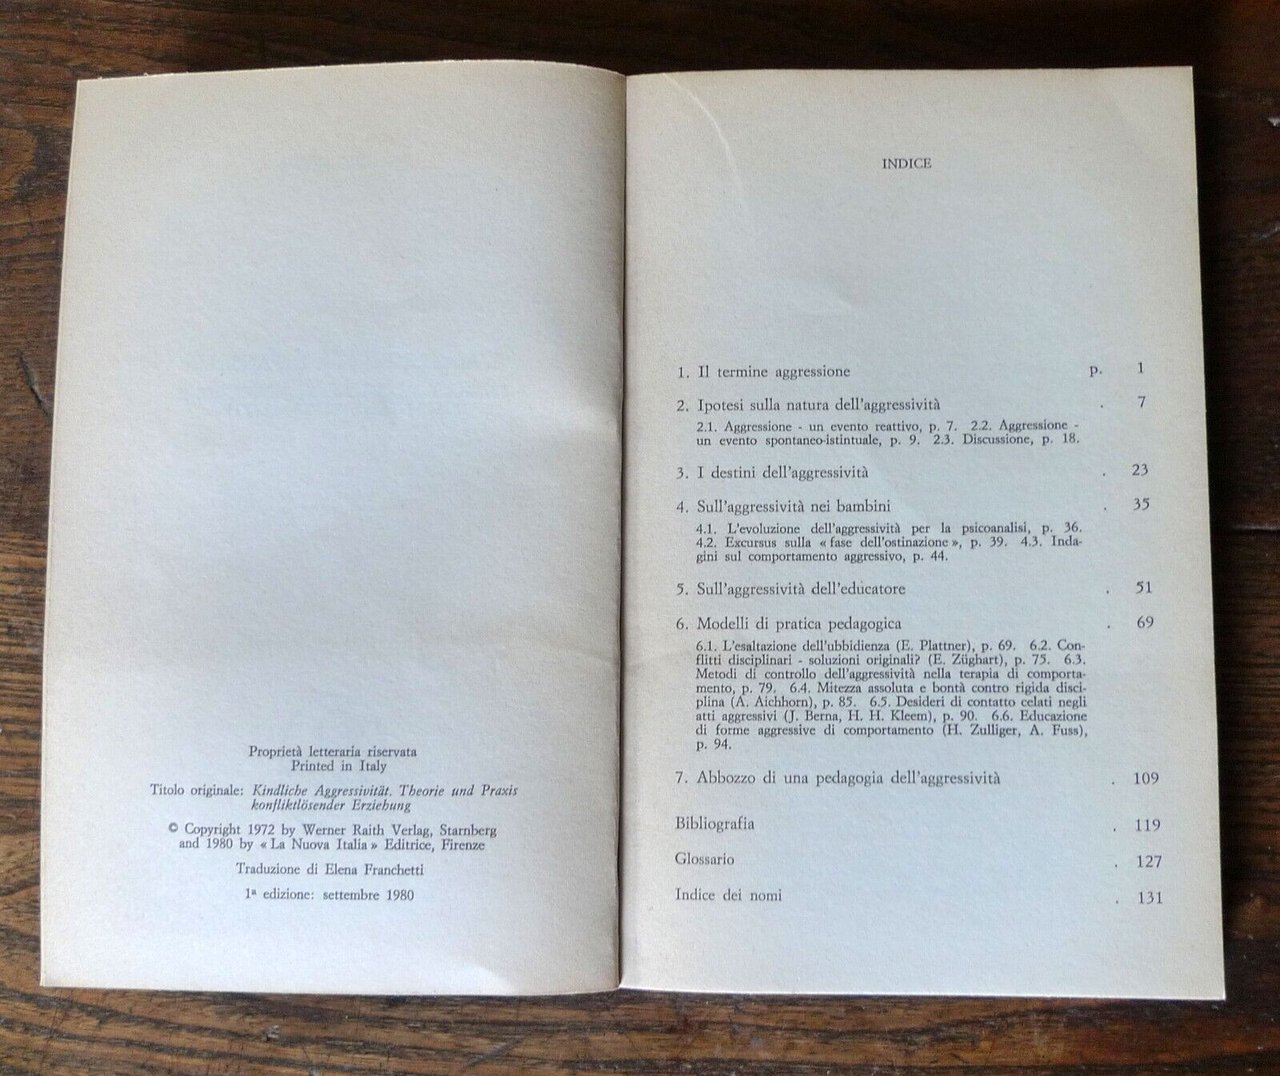 Proprietà letteraria riservata
Printed in Italy
Titolo originale: Kindliche Aggressivität. Theorie und Praxis
konfliktlösender Erziehung
© Copyright 1972 by Werner Raith Verlag, Starnberg
and 1980 by « La Nuova Italia » Editrice, Firenze
Traduzione di Elena Franchetti
1ª edizione: settembre 1980
INDICE
1. Il termine aggressione p. 1
2. Ipotesi sulla natura dell'aggressività . 7
2.1. Aggressione - un evento reattivo, p. 7. 2.2. Aggressione -
un evento spontaneo-istintuale, p. 9. 2.3. Discussione, p. 18.
3. I destini dell'aggressività . 23
4. Sull'aggressività nei bambini . 35
4.1. L'evoluzione dell'aggressività per la psicoanalisi, p. 36.
4.2. Excursus sulla « fase dell'ostinazione », p. 39. 4.3. Inda-
gini sul comportamento aggressivo, p. 44.
5. Sull'aggressività dell'educatore . 51
6. Modelli di pratica pedagogica . 69
6.1. L'esaltazione dell'ubbidienza (E. Plattner), p. 69. 6.2. Con-
flitti disciplinari - soluzioni originali? (E. Züghart), p. 75. 6.3.
Metodi di controllo dell'aggressività nella terapia di comporta-
mento, p. 79. 6.4. Mitezza assoluta e bontà contro rigida disci-
plina (A. Aichhorn), p. 85. 6.5. Desideri di contatto celati negli
atti aggressivi (J. Berna, H. H. Kleem), p. 90. 6.6. Educazione
di forme aggressive di comportamento (H. Zulliger, A. Fuss),
p. 94.
7. Abbozzo di una pedagogia dell'aggressività . 109
Bibliografia . 119
Glossario . 127
Indice dei nomi . 131